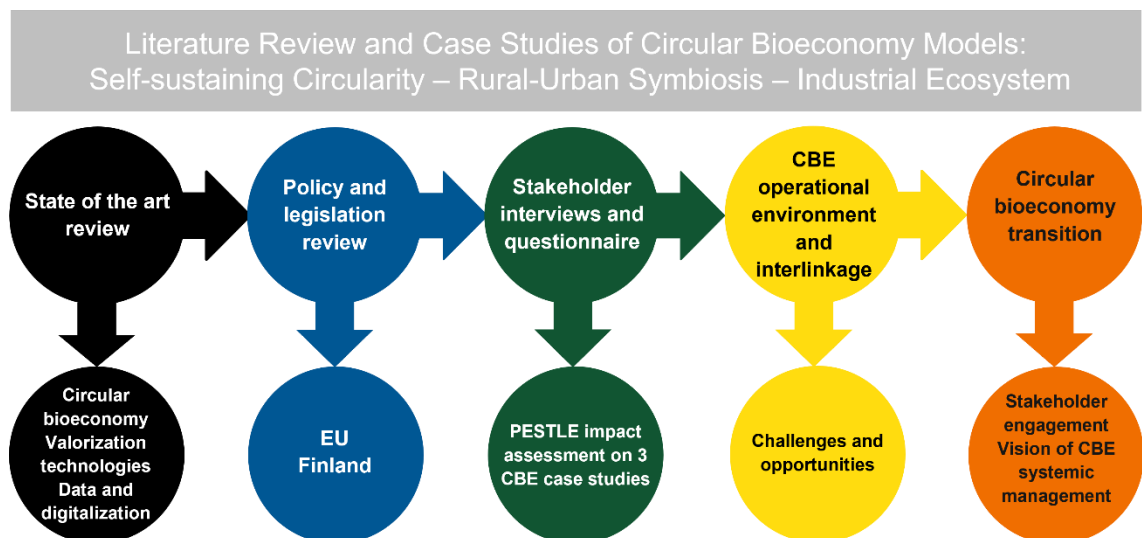 Literature Review and Case Studies of Circular Bioeconomy Models:
Self-sustaining Circularity – Rural-Urban Symbiosis – Industrial Ecosystem
State of the art
review
Policy and
legislation
review
Stakeholder
interviews and
questionnaire
CBE
operational
environment
and
interlinkage
Circular
bioeconomy
transition
Circular
bioeconomy
Valorization
technologies
Data and
digitalization
EU
Finland
PESTLE impact
assessment on 3
CBE case studies
Challenges and
opportunities
Stakeholder
engagement
Vision of CBE
systemic
management